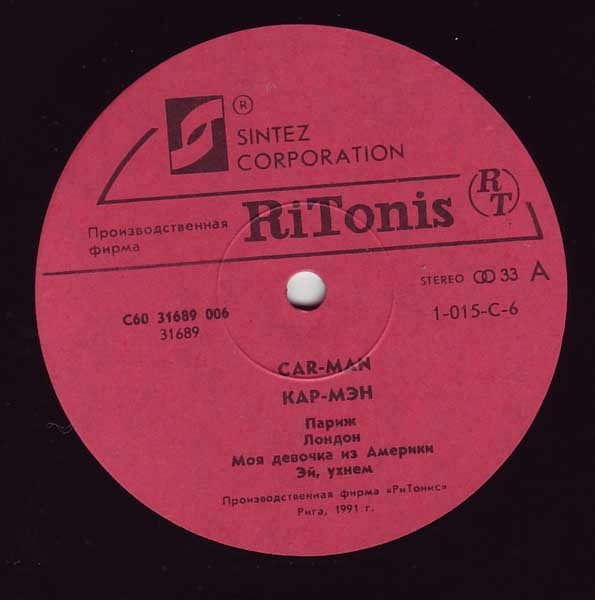 ®
SINTEZ
CORPORATION
Производственная
фирма
RiTonis
RT
STEREO 33 A
С60 31689 006
31689
1-015-C-6
CAR-MAN
КАР-МЭН
Париж
Лондон
Моя девочка из Америки
Эй, ухнем
Производственная фирма «РиТонис»
Рига, 1991 г.